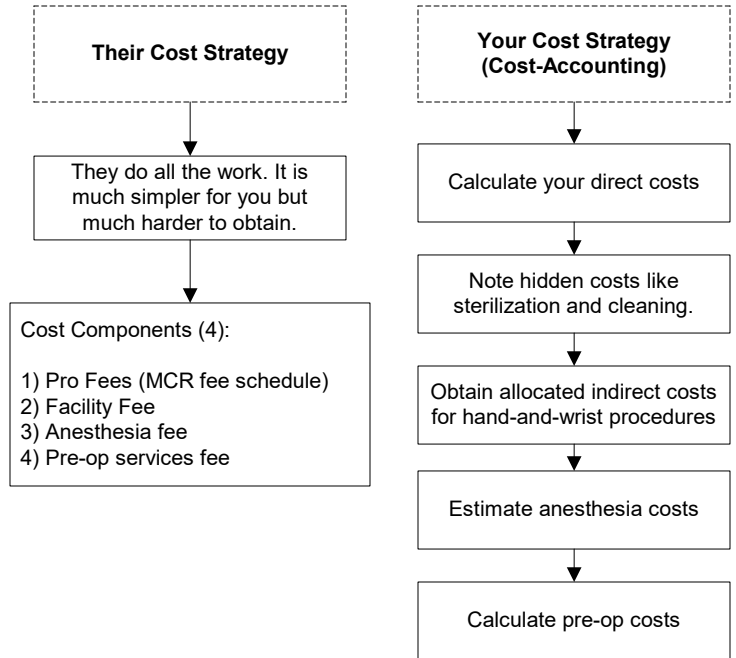 Their Cost Strategy
They do all the work. It is
much simpler for you but
much harder to obtain.
Cost Components (4):
1) Pro Fees (MCR fee schedule)
2) Facility Fee
3) Anesthesia fee
4) Pre-op services fee
Your Cost Strategy
(Cost-Accounting)
Calculate your direct costs
Note hidden costs like
sterilization and cleaning.
Obtain allocated indirect costs
for hand-and-wrist procedures
Estimate anesthesia costs
Calculate pre-op costs